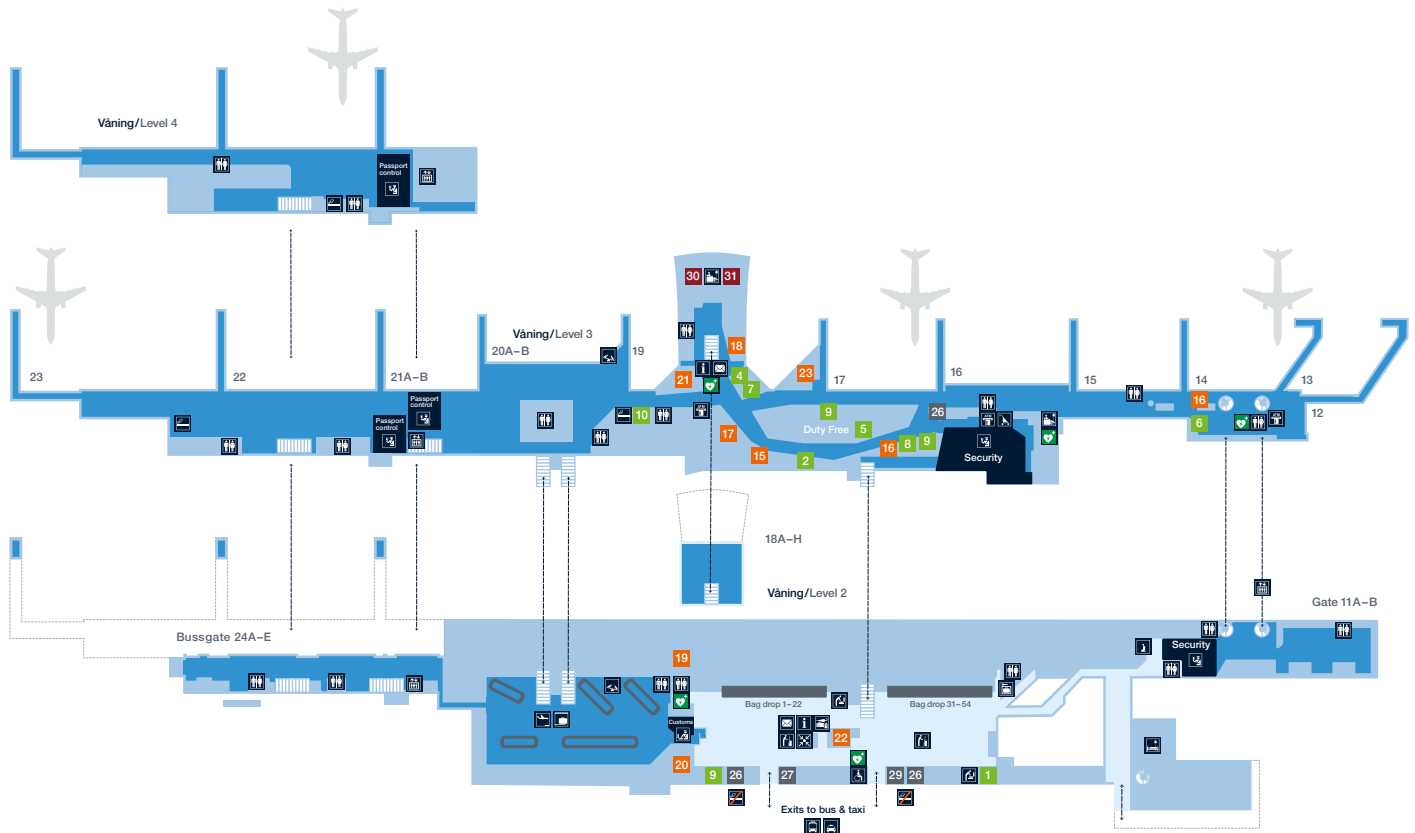 Våning/Level 4
Passport
control
30
31
Våning/Level 3
20A–B
19
18
23
22
21A–B
21
4
7
23
17
16
15
14
13
12
Passport
control
Passport
control
10
9
26
16
6
17
Duty Free
5
15
2
16
8
9
Security
18A–H
Våning/Level 2
Gate 11A–B
Bussgate 24A–E
19
Security
Bag drop 1–22
Bag drop 31–54
Customs
22
20
9
26
27
29
26
1
Exits to bus & taxi